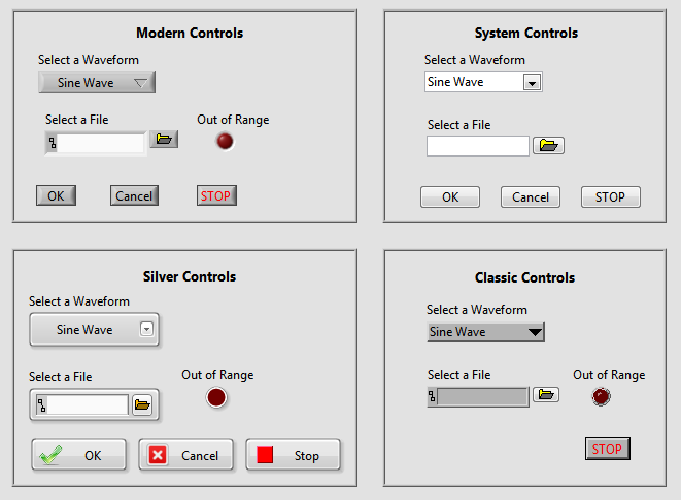 Modern Controls
Select a Waveform
Sine Wave
Select a File
Out of Range
OK
Cancel
STOP
System Controls
Select a Waveform
Sine Wave
Select a File
OK
Cancel
STOP
Silver Controls
Select a Waveform
Sine Wave
Select a File
Out of Range
OK
Cancel
Stop
Classic Controls
Select a Waveform
Sine Wave
Select a File
Out of Range
STOP